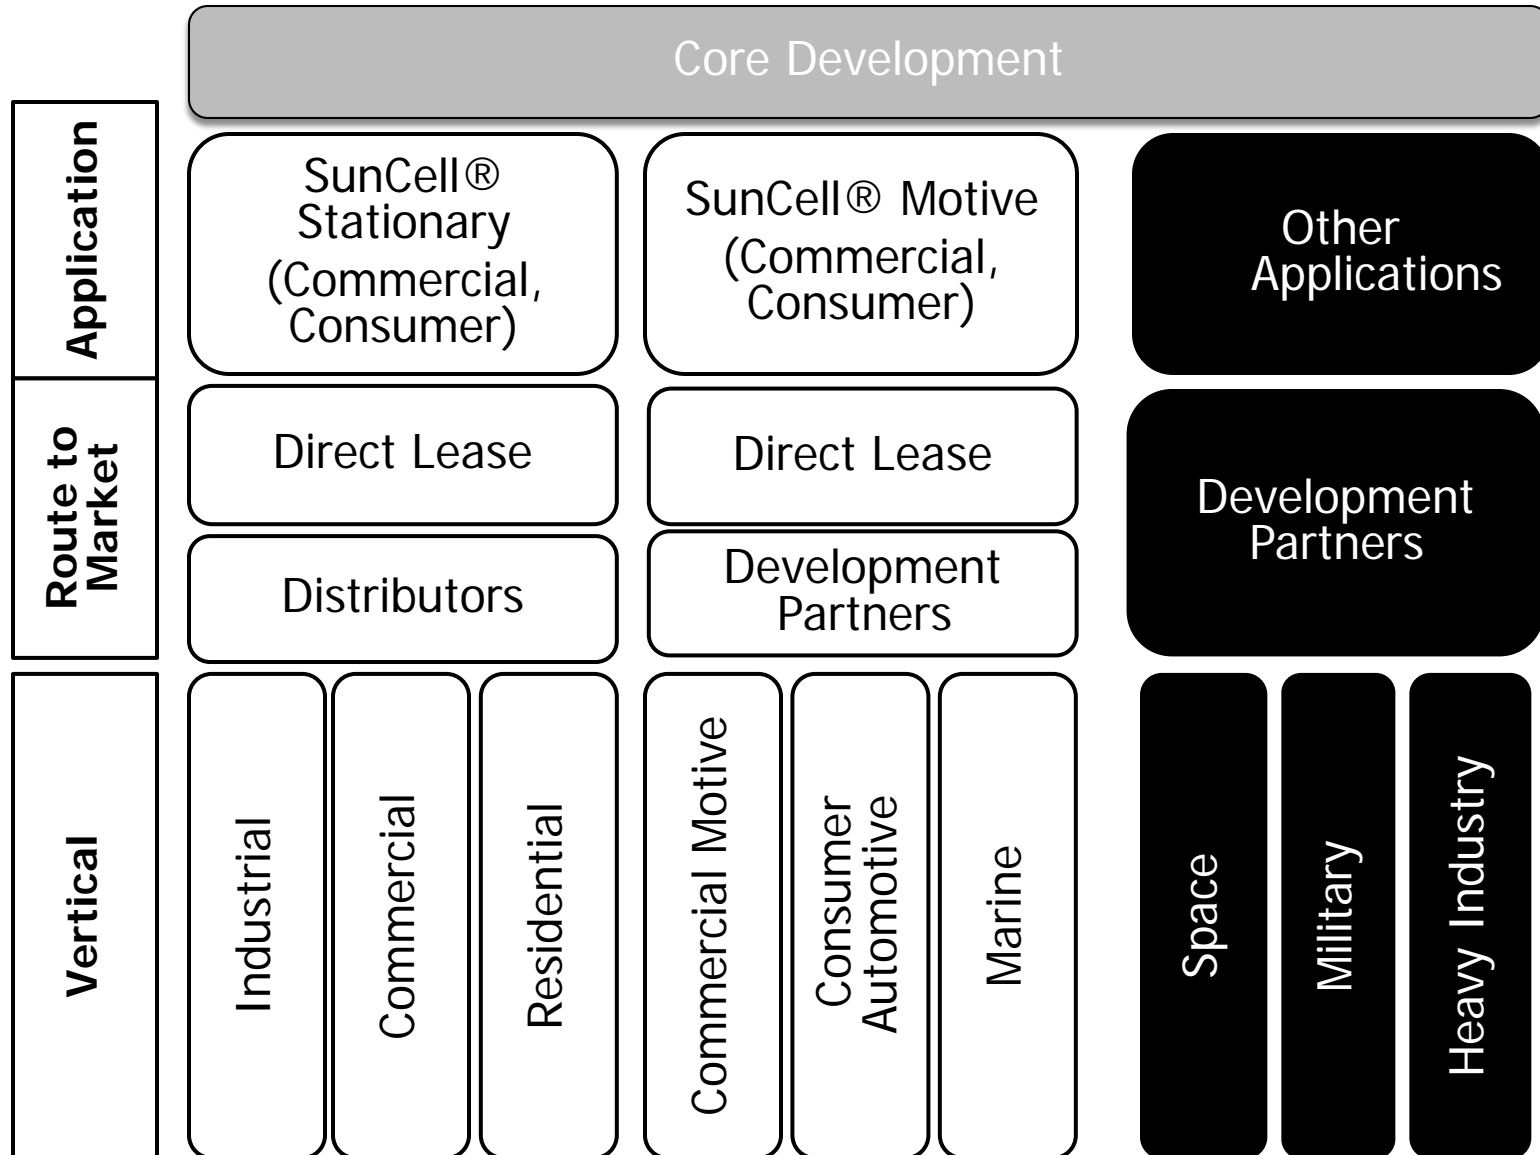 Core Development
Application
SunCell®
Stationary
(Commercial,
Consumer)
SunCell® Motive
(Commercial,
Consumer)
Other
Applications
Route to
Market
Direct Lease
Distributors
Direct Lease
Development
Partners
Development
Partners
Vertical
Industrial
Commercial
Residential
Commercial Motive
Consumer
Automotive
Marine
Space
Military
Heavy Industry